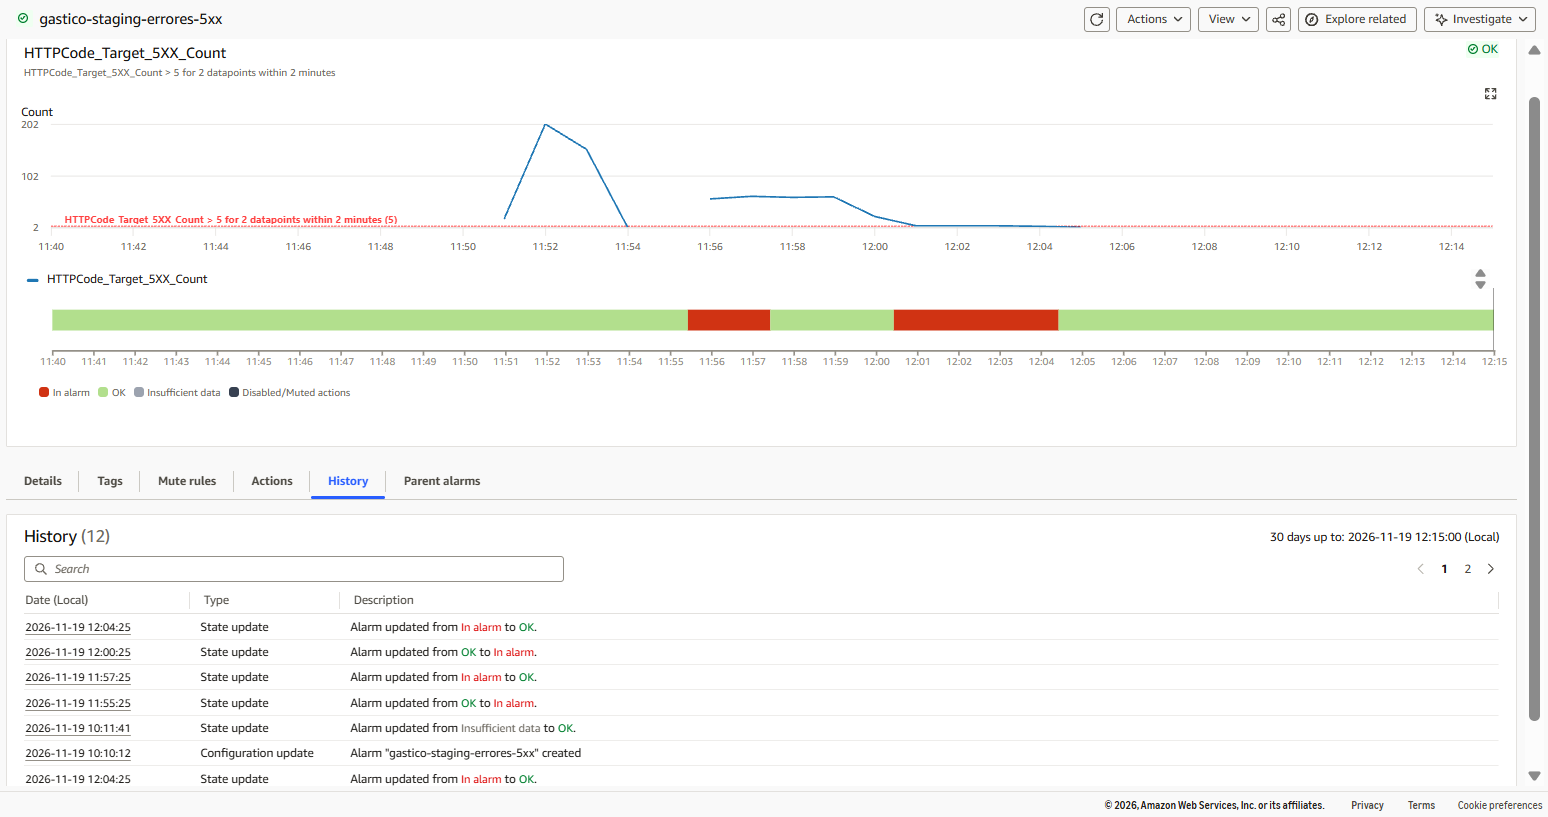 gastico-staging-errores-5xx
Actions View Explore related Investigate
HTTPCode_Target_5XX_Count
OK
HTTPCode_Target_5XX_Count > 5 for 2 datapoints within 2 minutes
Count
202
102
HTTPCode_Target_5XX_Count > 5 for 2 datapoints within 2 minutes (5)
2
11:40 11:42 11:44 11:46 11:48 11:50 11:52 11:54 11:56 11:58 12:00 12:02 12:04 12:06 12:08 12:10 12:12 12:14
HTTPCode_Target_5XX_Count
11:40 11:41 11:42 11:43 11:44 11:45 11:46 11:47 11:48 11:49 11:50 11:51 11:52 11:53 11:54 11:55 11:56 11:57 11:58 11:59 12:00 12:01 12:02 12:03 12:04 12:05 12:06 12:07 12:08 12:09 12:10 12:11 12:12 12:13 12:14 12:15
In alarm OK Insufficient data Disabled/Muted actions
Details Tags Mute rules Actions History Parent alarms
History (12)
30 days up to: 2026-11-19 12:15:00 (Local)
Search
1 2
Date (Local) Type Description
2026-11-19 12:04:25 State update Alarm updated from In alarm to OK.
2026-11-19 12:00:25 State update Alarm updated from OK to In alarm.
2026-11-19 11:57:25 State update Alarm updated from In alarm to OK.
2026-11-19 11:55:25 State update Alarm updated from OK to In alarm.
2026-11-19 10:11:41 State update Alarm updated from Insufficient data to OK.
2026-11-19 10:10:12 Configuration update Alarm "gastico-staging-errores-5xx" created
2026-11-19 12:04:25 State update Alarm updated from In alarm to OK.
© 2026, Amazon Web Services, Inc. or its affiliates. Privacy Terms Cookie preferences